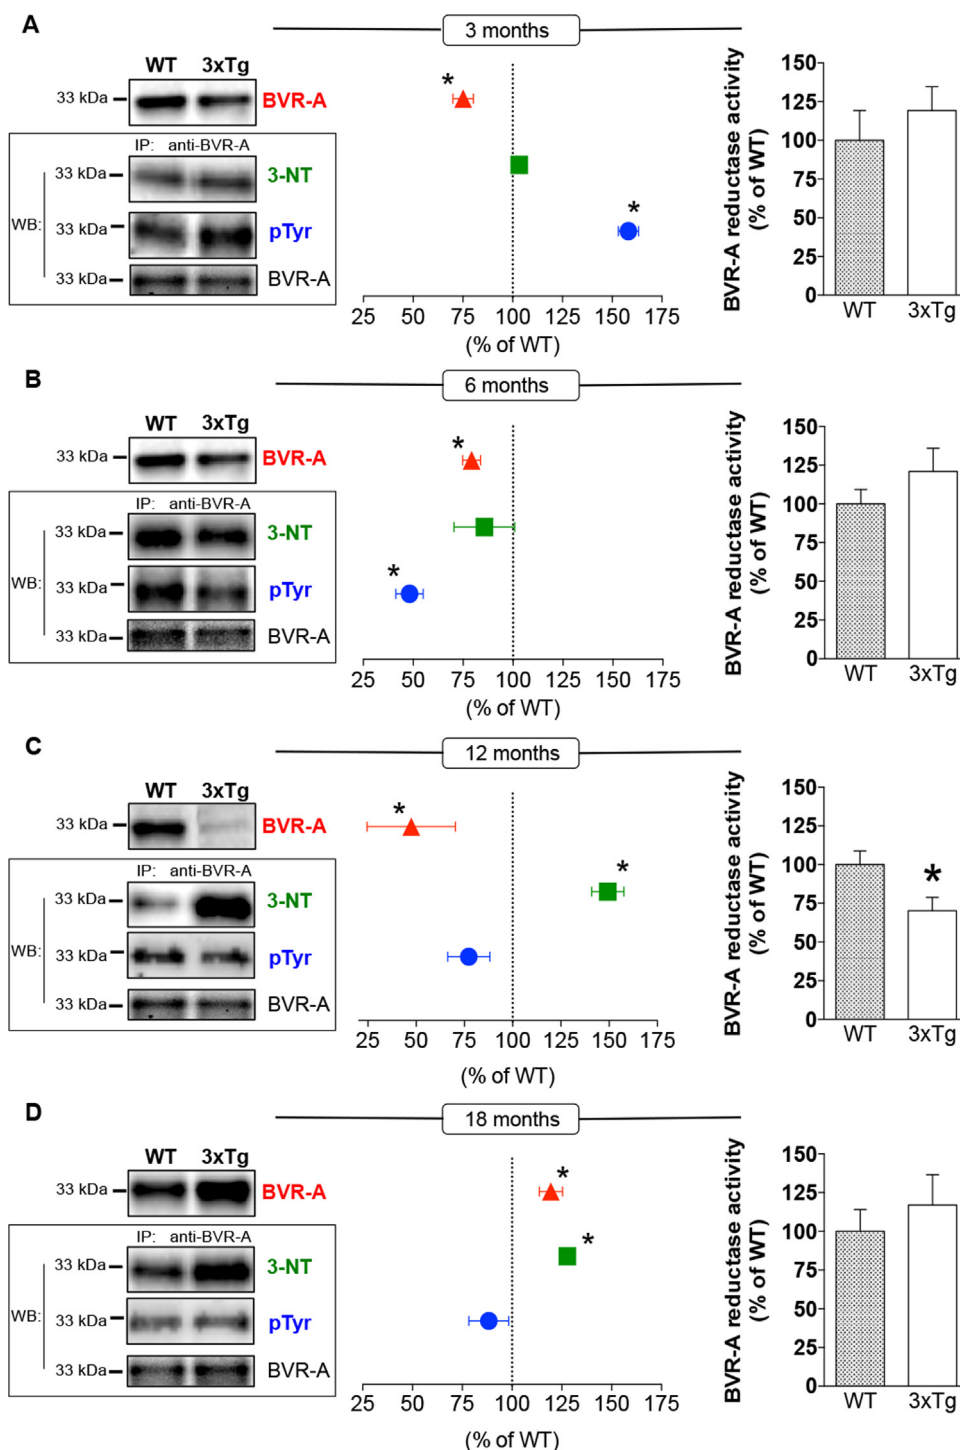 A
3 months
WT 3xTg
33 kDa
BVR-A
IP: anti-BVR-A
33 kDa
3-NT
WB:
33 kDa
pTyr
33 kDa
BVR-A
*
*
25 50 75 100 125 150 175
(% of WT)
BVR-A reductase activity
(% of WT)
150
125
100
75
50
25
0
WT 3xTg
B
6 months
WT 3xTg
33 kDa
BVR-A
IP: anti-BVR-A
33 kDa
3-NT
WB:
33 kDa
pTyr
33 kDa
BVR-A
*
*
25 50 75 100 125 150 175
(% of WT)
BVR-A reductase activity
(% of WT)
150
125
100
75
50
25
0
WT 3xTg
C
12 months
WT 3xTg
33 kDa
BVR-A
IP: anti-BVR-A
33 kDa
3-NT
WB:
33 kDa
pTyr
33 kDa
BVR-A
*
*
25 50 75 100 125 150 175
(% of WT)
BVR-A reductase activity
(% of WT)
150
125
100
75
50
25
0
*
WT 3xTg
D
18 months
WT 3xTg
33 kDa
BVR-A
IP: anti-BVR-A
33 kDa
3-NT
WB:
33 kDa
pTyr
33 kDa
BVR-A
*
*
25 50 75 100 125 150 175
(% of WT)
BVR-A reductase activity
(% of WT)
150
125
100
75
50
25
0
WT 3xTg